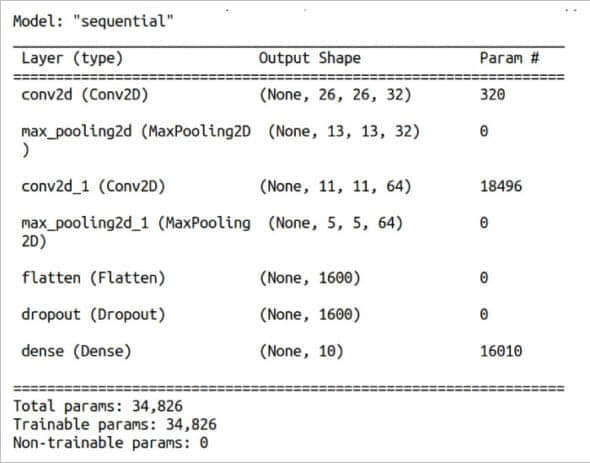 Model: "sequential"
Layer (type) Output Shape Param #
conv2d (Conv2D) (None, 26, 26, 32) 320
max_pooling2d (MaxPooling2D (None, 13, 13, 32) 0
)
conv2d_1 (Conv2D) (None, 11, 11, 64) 18496
max_pooling2d_1 (MaxPooling (None, 5, 5, 64) 0
2D)
flatten (Flatten) (None, 1600) 0
dropout (Dropout) (None, 1600) 0
dense (Dense) (None, 10) 16010
Total params: 34,826
Trainable params: 34,826
Non-trainable params: 0